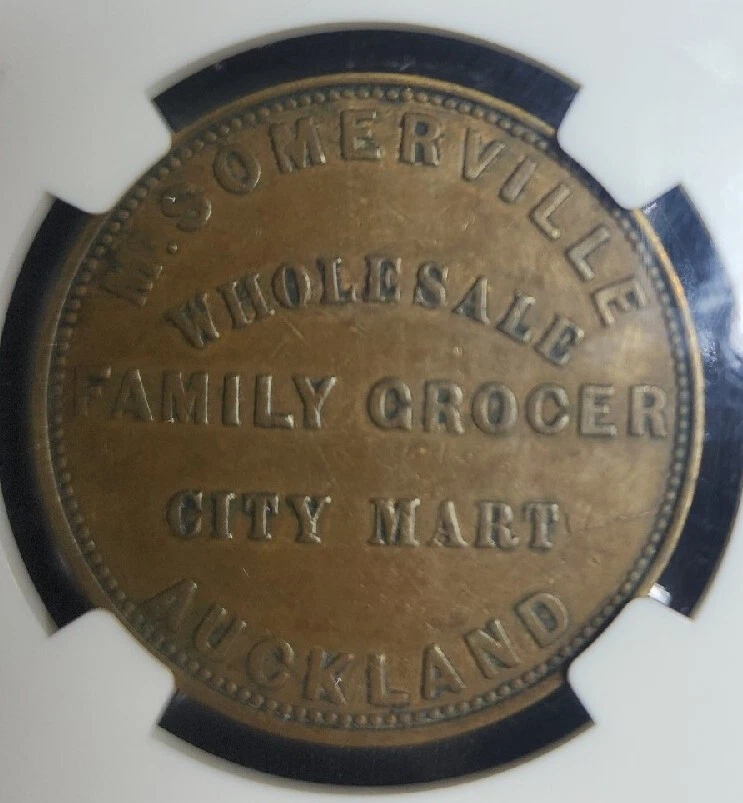 M. SOMERVILLE
WHOLESALE
FAMILY GROCER
CITY MART
AUCKLAND